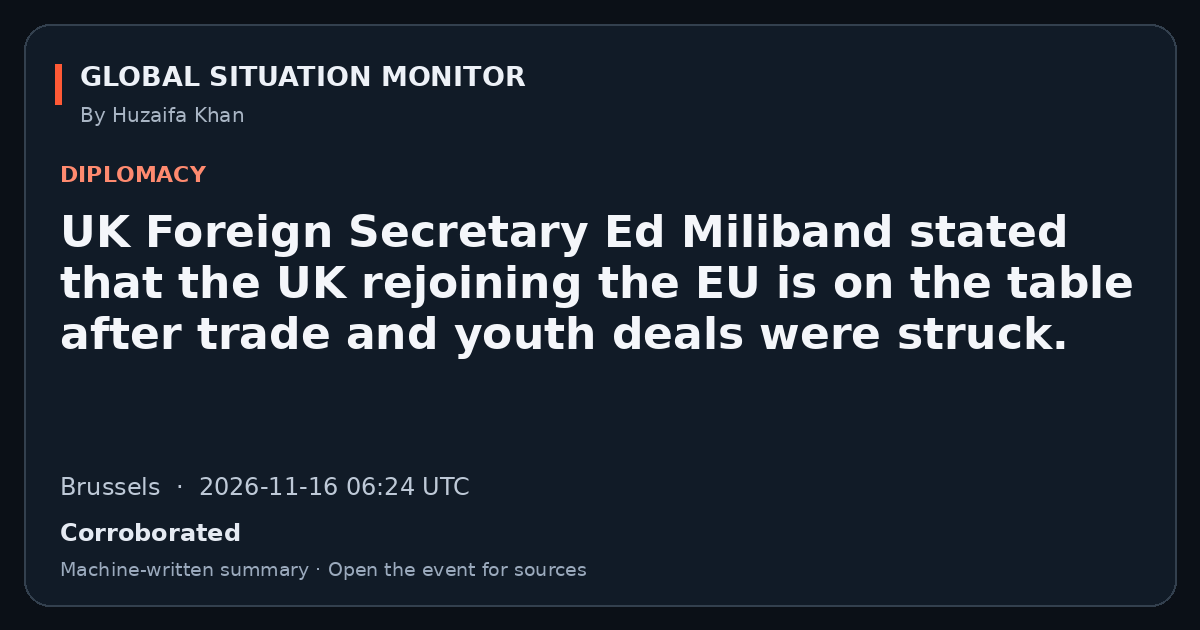 GLOBAL SITUATION MONITOR
By Huzaifa Khan
DIPLOMACY
UK Foreign Secretary Ed Miliband stated
that the UK rejoining the EU is on the table
after trade and youth deals were struck.
Brussels · 2026-11-16 06:24 UTC
Corroborated
Machine-written summary · Open the event for sources